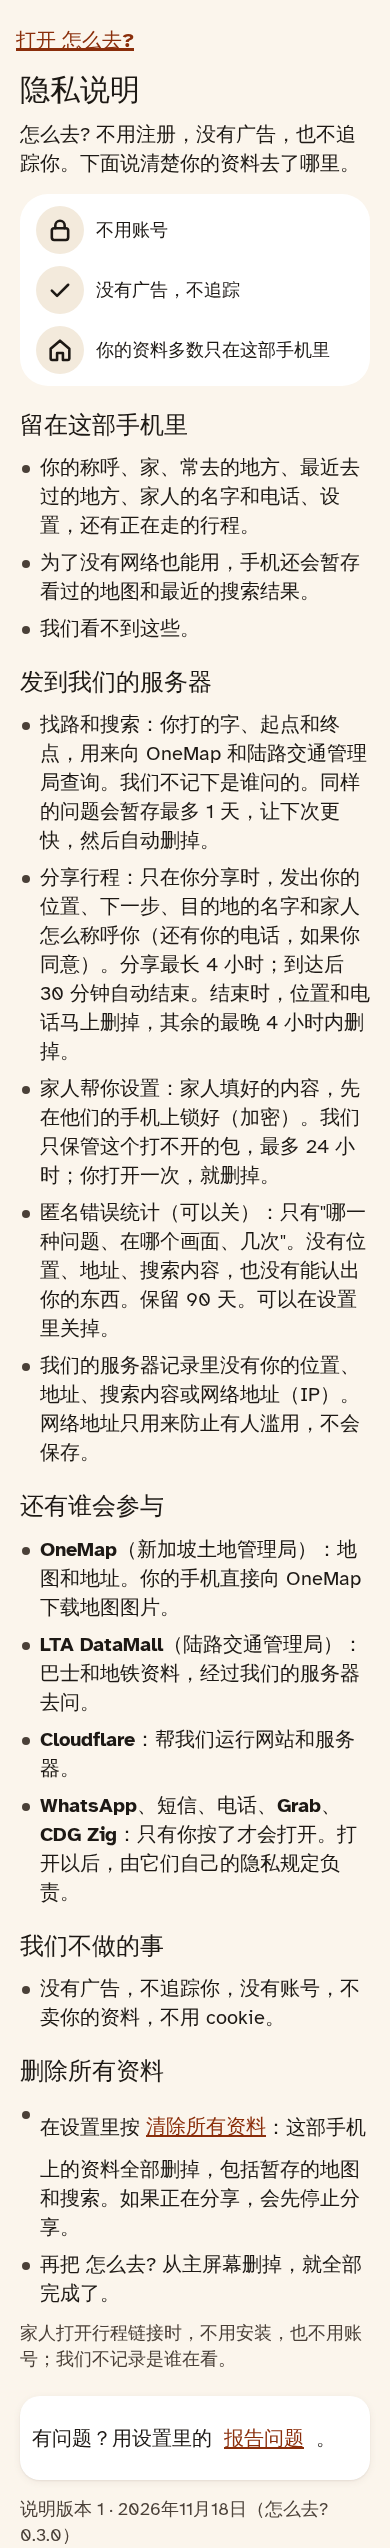 打开 怎么去?
隐私说明
怎么去? 不用注册，没有广告，也不追
踪你。下面说清楚你的资料去了哪里。
不用账号
没有广告，不追踪
你的资料多数只在这部手机里
留在这部手机里
你的称呼、家、常去的地方、最近去
过的地方、家人的名字和电话、设
置，还有正在走的行程。
为了没有网络也能用，手机还会暂存
看过的地图和最近的搜索结果。
我们看不到这些。
发到我们的服务器
找路和搜索：你打的字、起点和终
点，用来向 OneMap 和陆路交通管理
局查询。我们不记下是谁问的。同样
的问题会暂存最多 1 天，让下次更
快，然后自动删掉。
分享行程：只在你分享时，发出你的
位置、下一步、目的地的名字和家人
怎么称呼你（还有你的电话，如果你
同意）。分享最长 4 小时；到达后
30 分钟自动结束。结束时，位置和电
话马上删掉，其余的最晚 4 小时内删
掉。
家人帮你设置：家人填好的内容，先
在他们的手机上锁好（加密）。我们
只保管这个打不开的包，最多 24 小
时；你打开一次，就删掉。
匿名错误统计（可以关）：只有"哪一
种问题、在哪个画面、几次"。没有位
置、地址、搜索内容，也没有能认出
你的东西。保留 90 天。可以在设置
里关掉。
我们的服务器记录里没有你的位置、
地址、搜索内容或网络地址（IP）。
网络地址只用来防止有人滥用，不会
保存。
还有谁会参与
OneMap（新加坡土地管理局）：地
图和地址。你的手机直接向 OneMap
下载地图图片。
LTA DataMall（陆路交通管理局）：
巴士和地铁资料，经过我们的服务器
去问。
Cloudflare：帮我们运行网站和服务
器。
WhatsApp、短信、电话、Grab、
CDG Zig：只有你按了才会打开。打
开以后，由它们自己的隐私规定负
责。
我们不做的事
没有广告，不追踪你，没有账号，不
卖你的资料，不用 cookie。
删除所有资料
在设置里按 清除所有资料：这部手机
上的资料全部删掉，包括暂存的地图
和搜索。如果正在分享，会先停止分
享。
再把 怎么去? 从主屏幕删掉，就全部
完成了。
家人打开行程链接时，不用安装，也不用账
号；我们不记录是谁在看。
有问题？用设置里的 报告问题 。
说明版本 1 · 2026年11月18日（怎么去?
0.3.0）